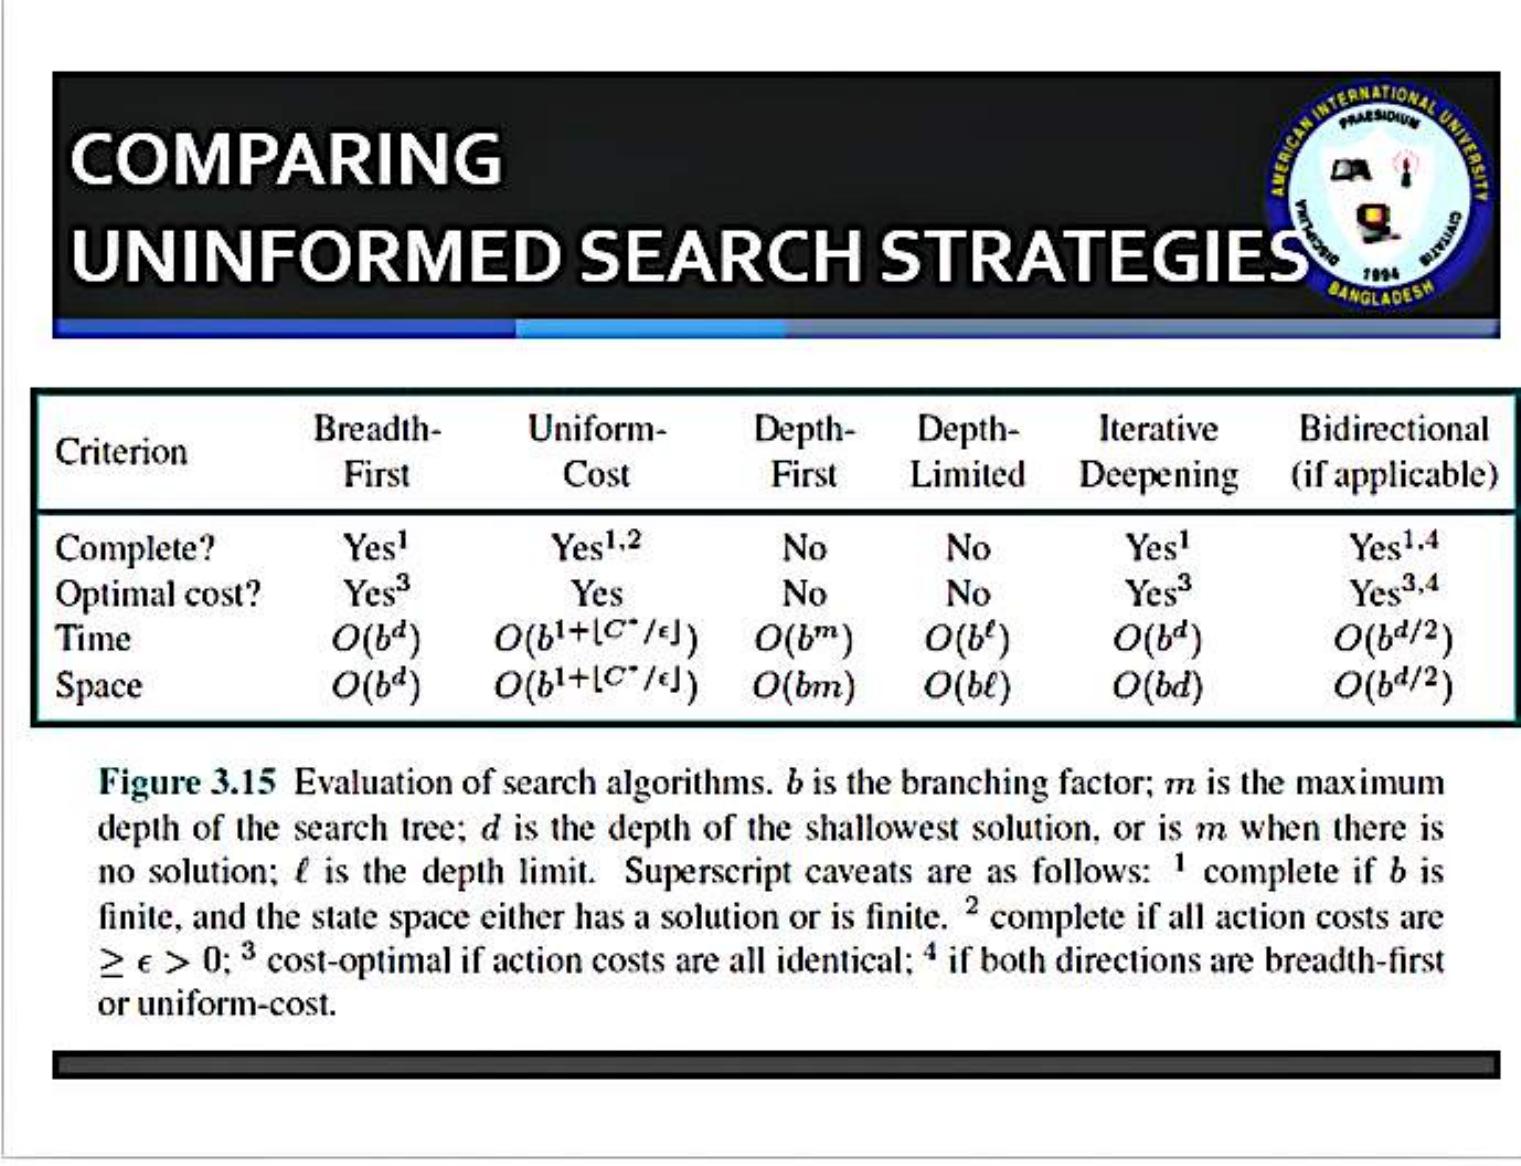 COMPARING
UNINFORMED SEARCH STRATEGIES
AMERICAN INTERNATIONAL UNIVERSITY
PRAESIDIUM
DISCIPLINA
CIVITATIS
1994
BANGLADESH
Criterion Breadth-First Uniform-Cost Depth-First Depth-Limited Iterative Deepening Bidirectional (if applicable)
Complete? Yes¹ Yes¹,² No No Yes¹ Yes¹,⁴
Optimal cost? Yes³ Yes No No Yes³ Yes³,⁴
Time O(b^d) O(b^(1+⌊C*/ϵ⌋)) O(b^m) O(b^ℓ) O(b^d) O(b^(d/2))
Space O(b^d) O(b^(1+⌊C*/ϵ⌋)) O(bm) O(bℓ) O(bd) O(b^(d/2))
Figure 3.15 Evaluation of search algorithms. b is the branching factor; m is the maximum
depth of the search tree; d is the depth of the shallowest solution, or is m when there is
no solution; ℓ is the depth limit. Superscript caveats are as follows: ¹ complete if b is
finite, and the state space either has a solution or is finite. ² complete if all action costs are
≥ ϵ > 0; ³ cost-optimal if action costs are all identical; ⁴ if both directions are breadth-first
or uniform-cost.